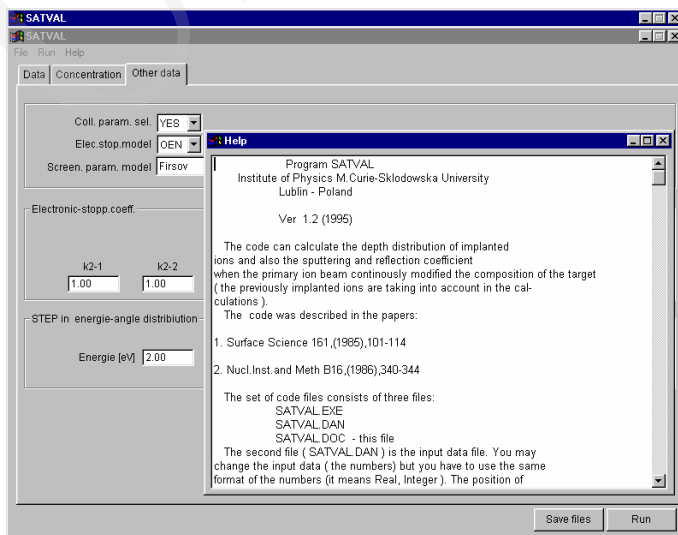 SATVAL
SATVAL
File Run Help
Data Concentration Other data
Coll. param. sel. YES
Elec.stop.model OEN
Screen. param. model Firsov
Electronic-stopp.coeff.
k2-1 k2-2
1.00 1.00
STEP in energie-angle distribiution
Energie [eV] 2.00
Help
Program SATVAL
Institute of Physics M.Curie-Sklodowska University
Lublin - Poland
Ver 1.2 (1995)
The code can calculate the depth distribution of implanted
ions and also the sputtering and reflection coefficient
when the primary ion beam continously modified the composition of the target
( the previously implanted ions are taking into account in the cal-
culations ).
The code was described in the papers:
1. Surface Science 161,(1985),101-114
2. Nucl.Inst.and Meth B16,(1986),340-344
The set of code files consists of three files:
SATVAL.EXE
SATVAL.DAN
SATVAL.DOC - this file
The second file ( SATVAL.DAN ) is the input data file. You may
change the input data ( the numbers) but you have to use the same
format of the numbers (it means Real, Integer ). The position of
Save files Run